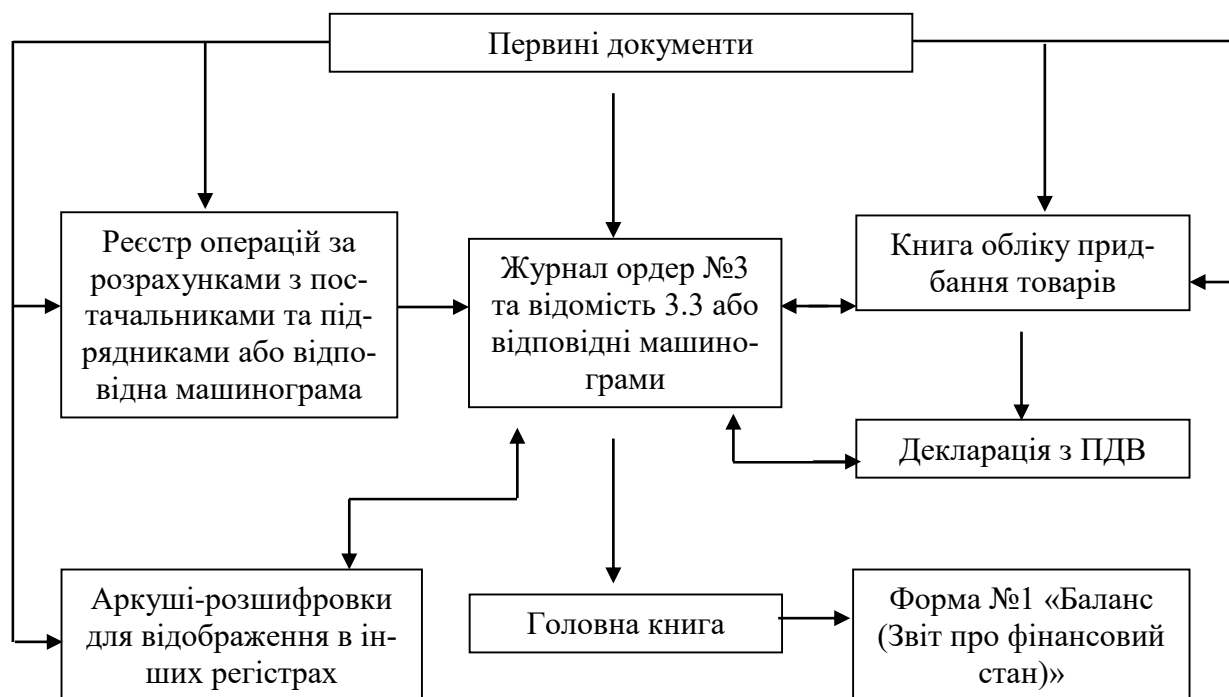 Первині документи
Реєстр операцій за
розрахунками з пос-
тачальниками та під-
рядниками або відпо-
відна машинограма
Журнал ордер №3
та відомість 3.3 або
відповідні машино-
грами
Книга обліку прид-
бання товарів
Декларація з ПДВ
Аркуші-розшифровки
для відображення в ін-
ших регістрах
Головна книга
Форма №1 «Баланс
(Звіт про фінансовий
стан)»